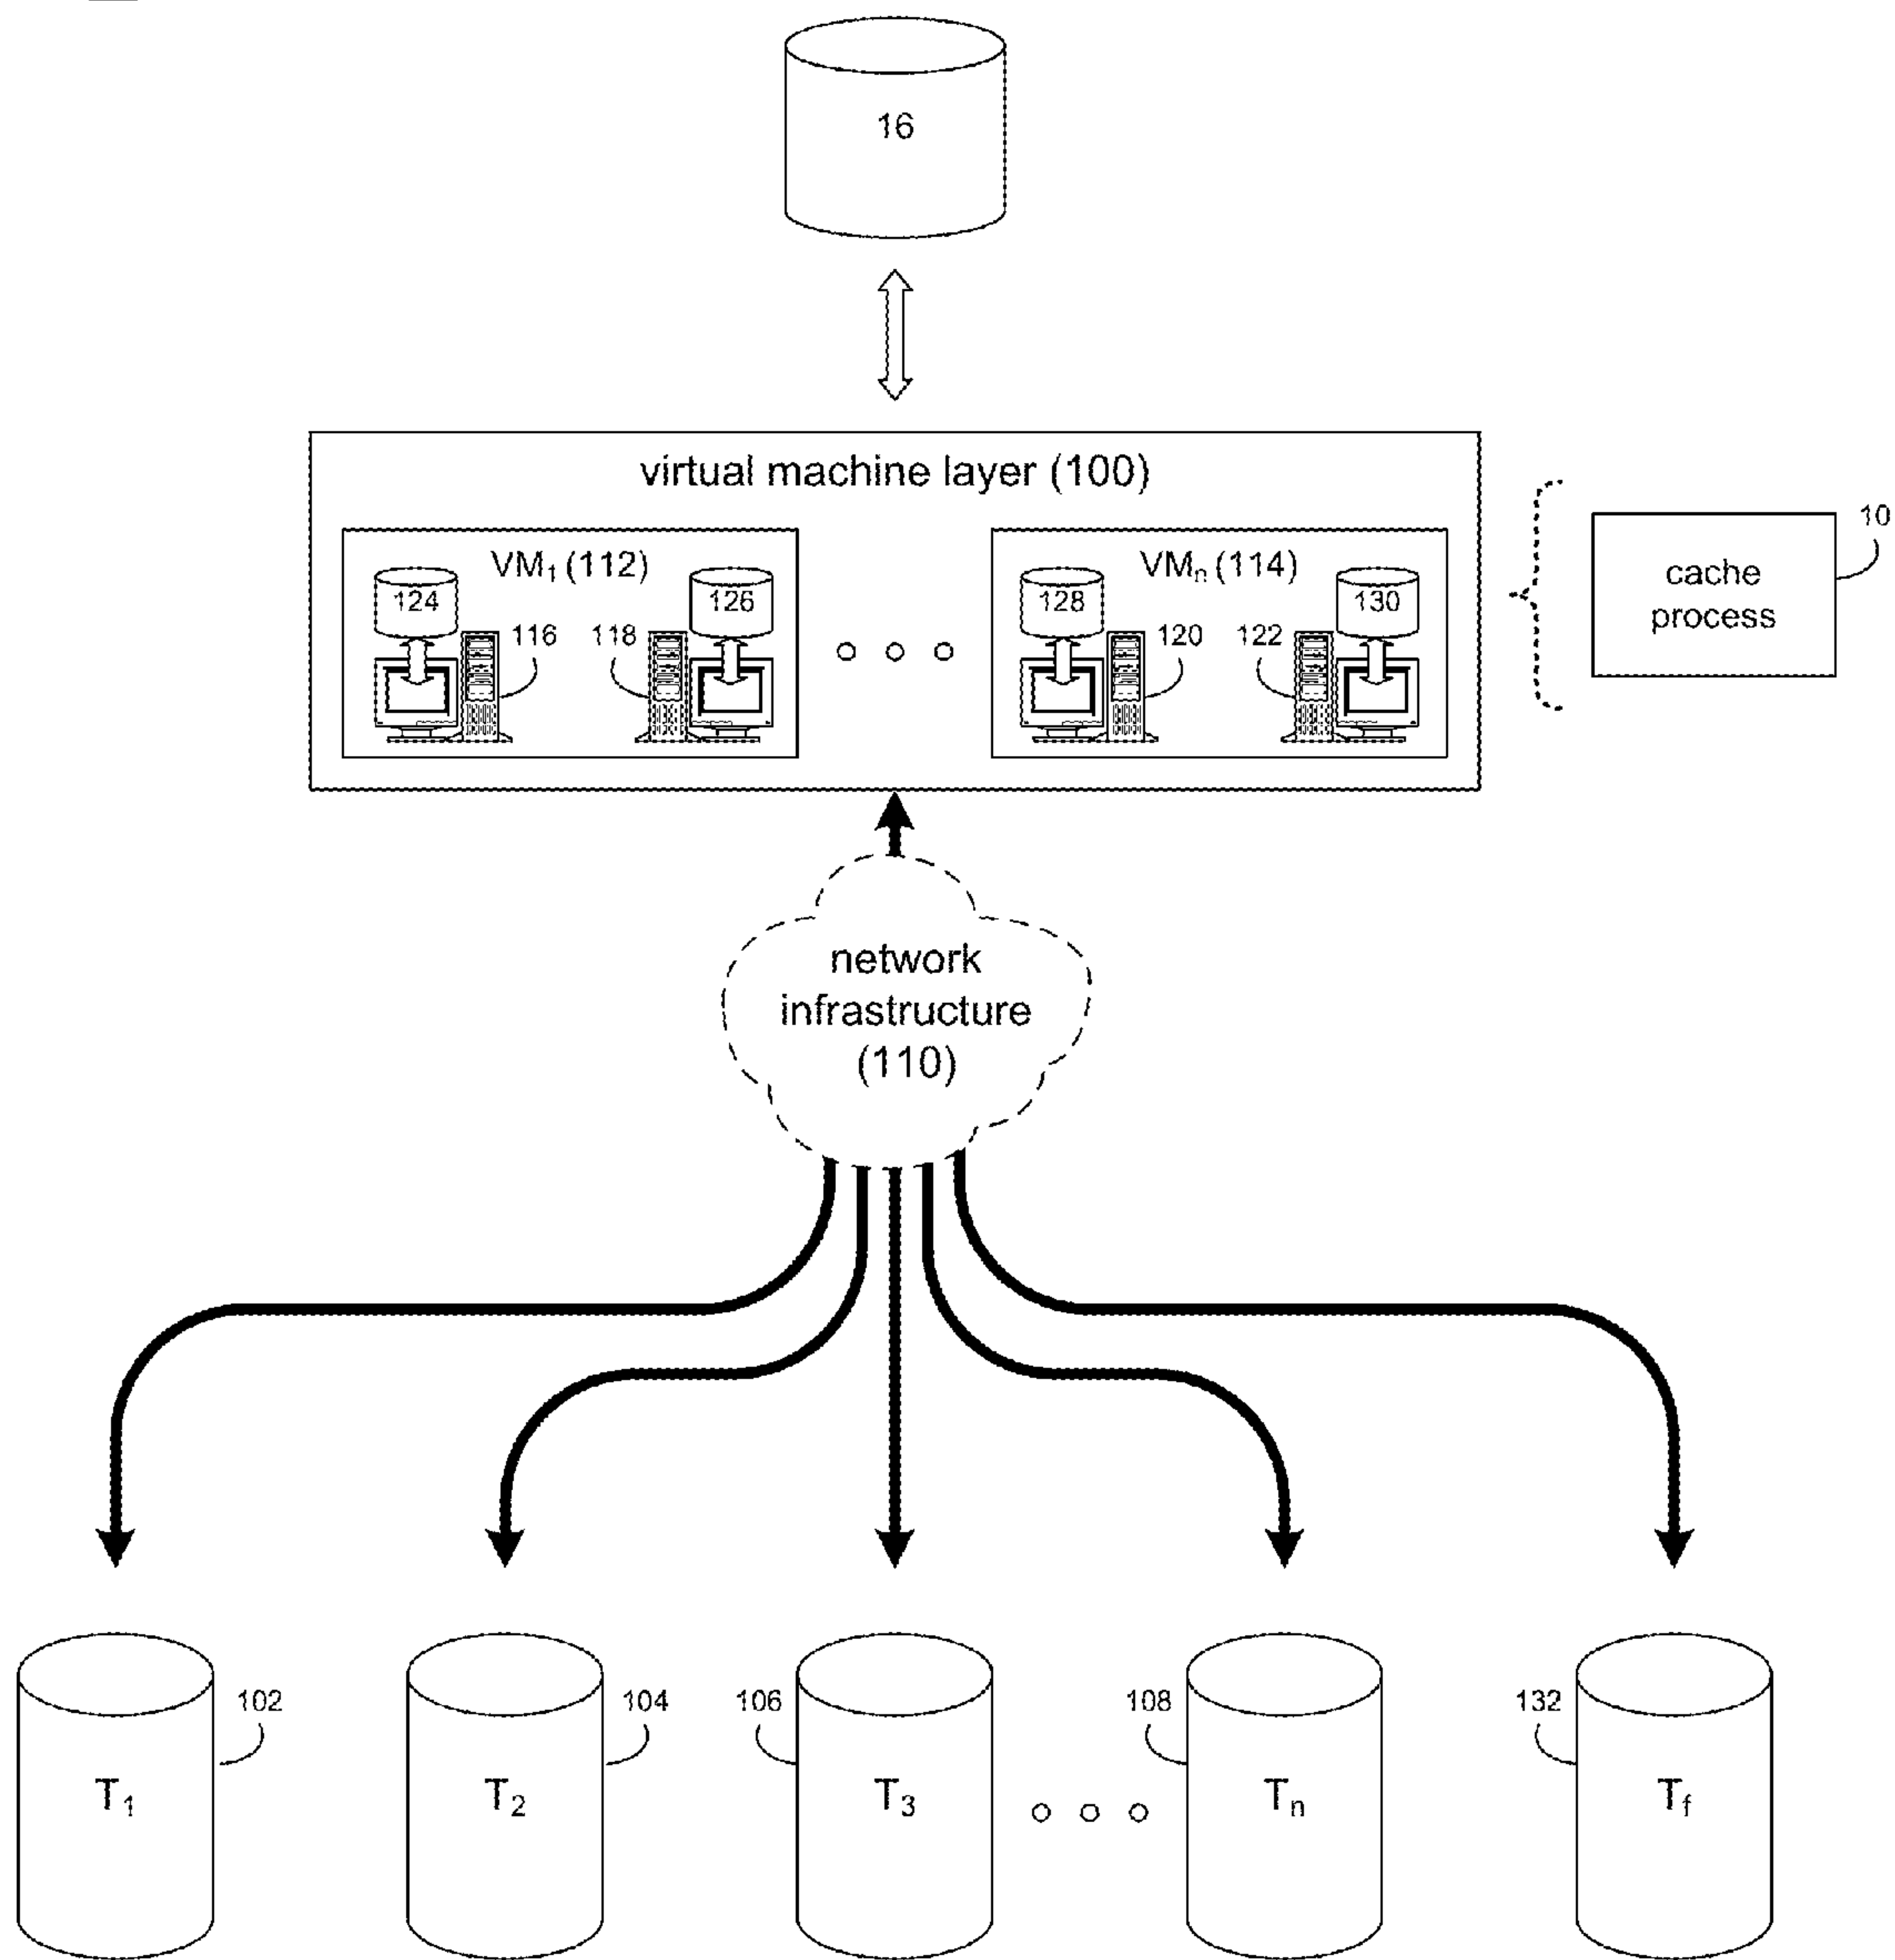 16
virtual machine layer (100)
VM₁ (112)
124
126
116
118
VMₙ (114)
128
130
120
122
10
cache
process
network
infrastructure
(110)
102
104
106
108
132
T₁
T₂
T₃
Tₙ
T_f